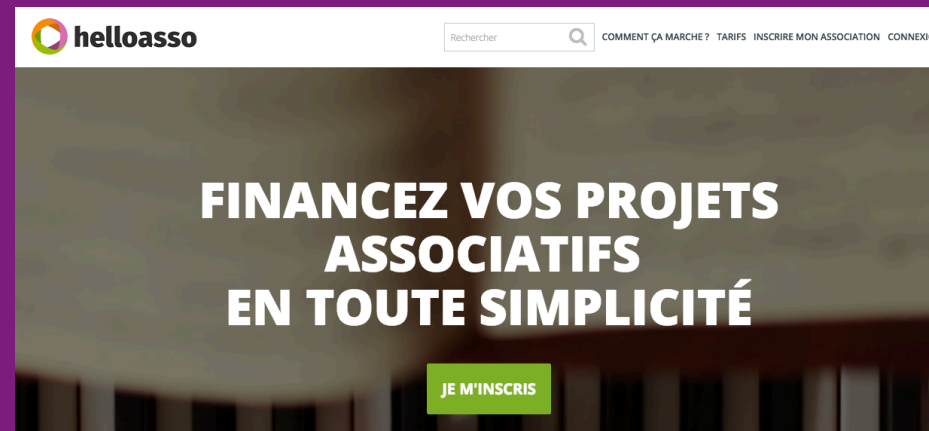 helloasso
Rechercher
COMMENT ÇA MARCHE ? TARIFS INSCRIRE MON ASSOCIATION
FINANCEZ VOS PROJETS
ASSOCIATIFS
EN TOUTE SIMPLICITÉ
JE M'INSCRIS